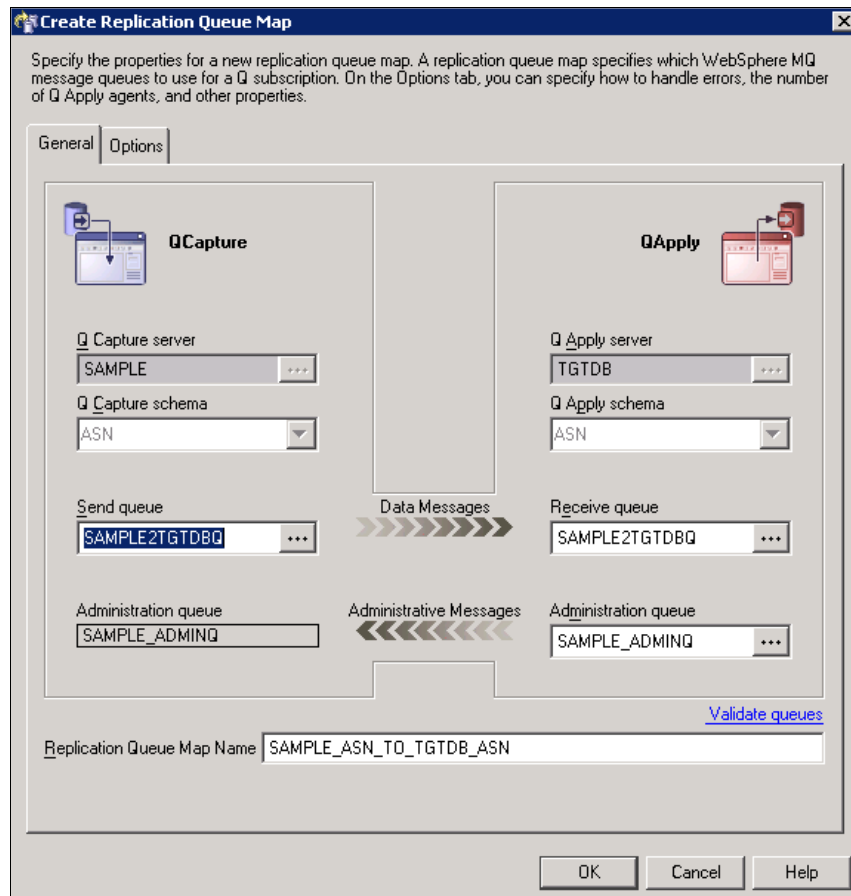 Create Replication Queue Map
Specify the properties for a new replication queue map. A replication queue map specifies which WebSphere MQ
message queues to use for a Q subscription. On the Options tab, you can specify how to handle errors, the number
of Q Apply agents, and other properties.
General Options
QCapture
QApply
Q Capture server
Q Apply server
SAMPLE ...
TGTDB ...
Q Capture schema
Q Apply schema
ASN
ASN
Send queue
Data Messages
Receive queue
SAMPLE2TGTDBQ ...
SAMPLE2TGTDBQ ...
Administration queue
Administrative Messages
Administration queue
SAMPLE_ADMINQ
SAMPLE_ADMINQ ...
Validate queues
Replication Queue Map Name SAMPLE_ASN_TO_TGTDB_ASN
OK Cancel Help